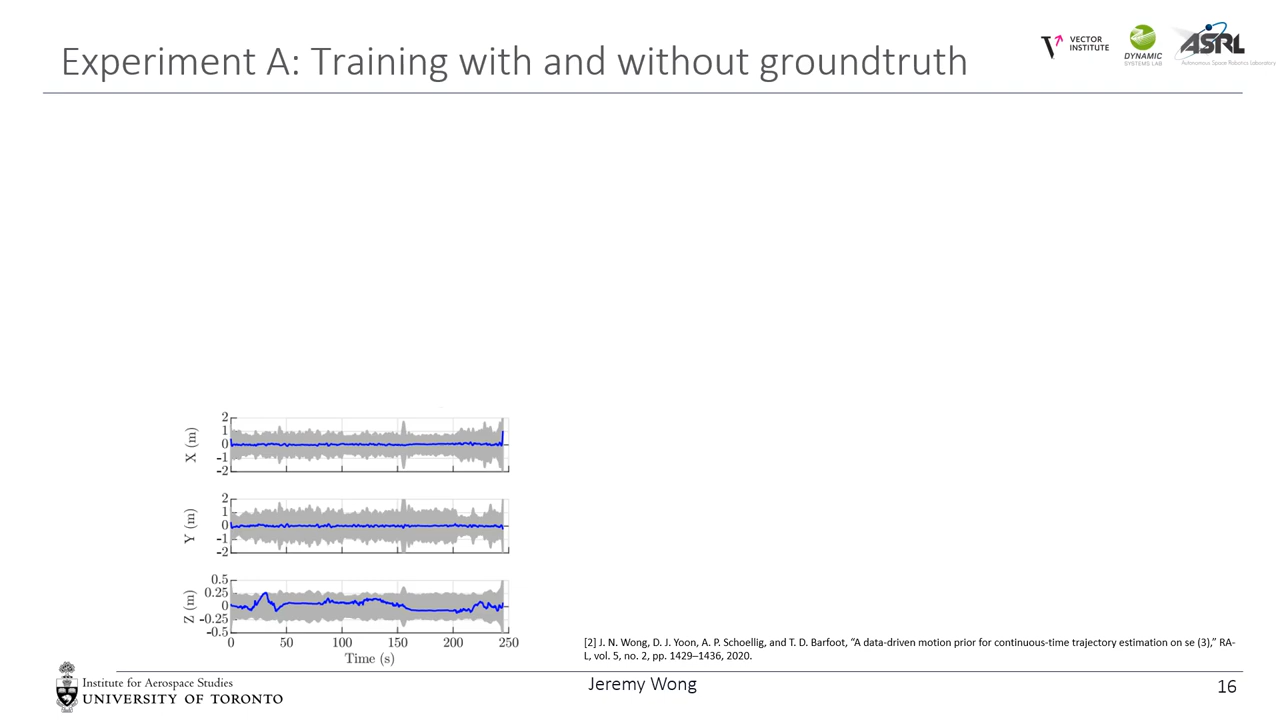 Experiment A: Training with and without groundtruth
VECTOR
INSTITUTE
DYNAMIC
SYSTEMS LAB
ASRL
Autonomous Space Robotics Laboratory
X (m)
2
1
0
-1
-2
Y (m)
2
1
0
-1
-2
Z (m)
0.5
0.25
0
-0.25
-0.5
0 50 100 150 200 250
Time (s)
[2] J. N. Wong, D. J. Yoon, A. P. Schoellig, and T. D. Barfoot, “A data-driven motion prior for continuous-time trajectory estimation on se (3),” RA-
L, vol. 5, no. 2, pp. 1429–1436, 2020.
Institute for Aerospace Studies
UNIVERSITY OF TORONTO
Jeremy Wong
16